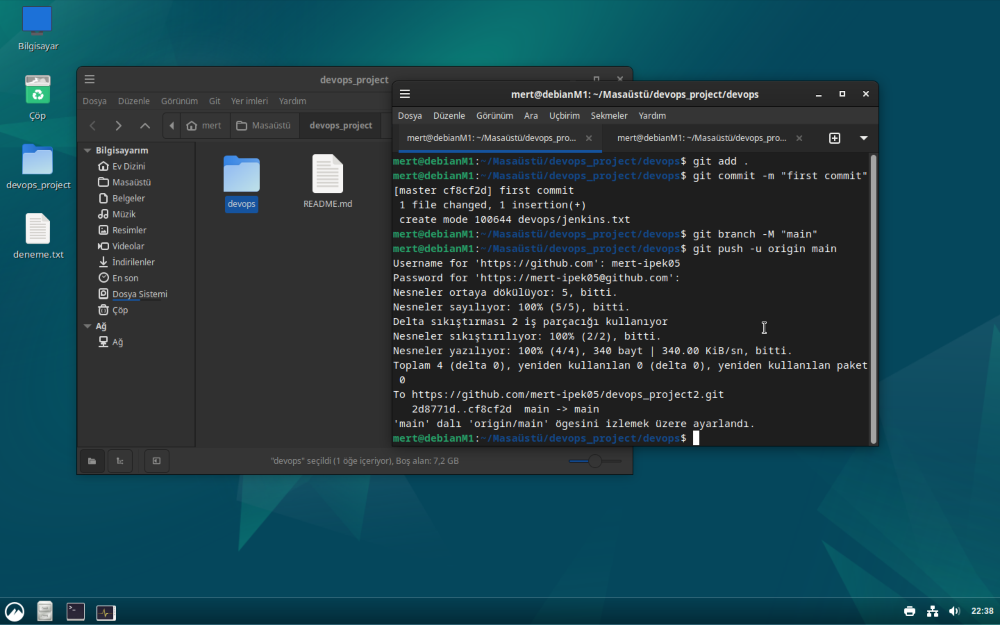 Bilgisayar
Çöp
devops_project
deneme.txt
devops_project
Dosya Düzenle Görünüm Git Yer imleri Yardım
mert Masaüstü devops_project
Bilgisayarım
Ev Dizini
Masaüstü
Belgeler
Müzik
Resimler
Videolar
İndirilenler
En son
Dosya Sistemi
Çöp
Ağ
Ağ
devops
README.md
"devops" seçildi (1 öğe içeriyor), Boş alan: 7,2 GB
mert@debianM1: ~/Masaüstü/devops_project/devops
Dosya Düzenle Görünüm Ara Uçbirim Sekmeler Yardım
mert@debianM1: ~/Masaüstü/devops_pro... mert@debianM1: ~/Masaüstü/devops_pro...
mert@debianM1:~/Masaüstü/devops_project/devops$ git add .
mert@debianM1:~/Masaüstü/devops_project/devops$ git commit -m "first commit"
[master cf8cf2d] first commit
 1 file changed, 1 insertion(+)
 create mode 100644 devops/jenkins.txt
mert@debianM1:~/Masaüstü/devops_project/devops$ git branch -M "main"
mert@debianM1:~/Masaüstü/devops_project/devops$ git push -u origin main
Username for 'https://github.com': mert-ipek05
Password for 'https://mert-ipek05@github.com':
Nesneler ortaya dökülüyor: 5, bitti.
Nesneler sayılıyor: 100% (5/5), bitti.
Delta sıkıştırması 2 iş parçacığı kullanıyor
Nesneler sıkıştırılıyor: 100% (2/2), bitti.
Nesneler yazılıyor: 100% (4/4), 340 bayt | 340.00 KiB/sn, bitti.
Toplam 4 (delta 0), yeniden kullanılan 0 (delta 0), yeniden kullanılan paket
 0
To https://github.com/mert-ipek05/devops_project2.git
   2d8771d..cf8cf2d  main -> main
'main' dalı 'origin/main' ögesini izlemek üzere ayarlandı.
mert@debianM1:~/Masaüstü/devops_project/devops$
22:38